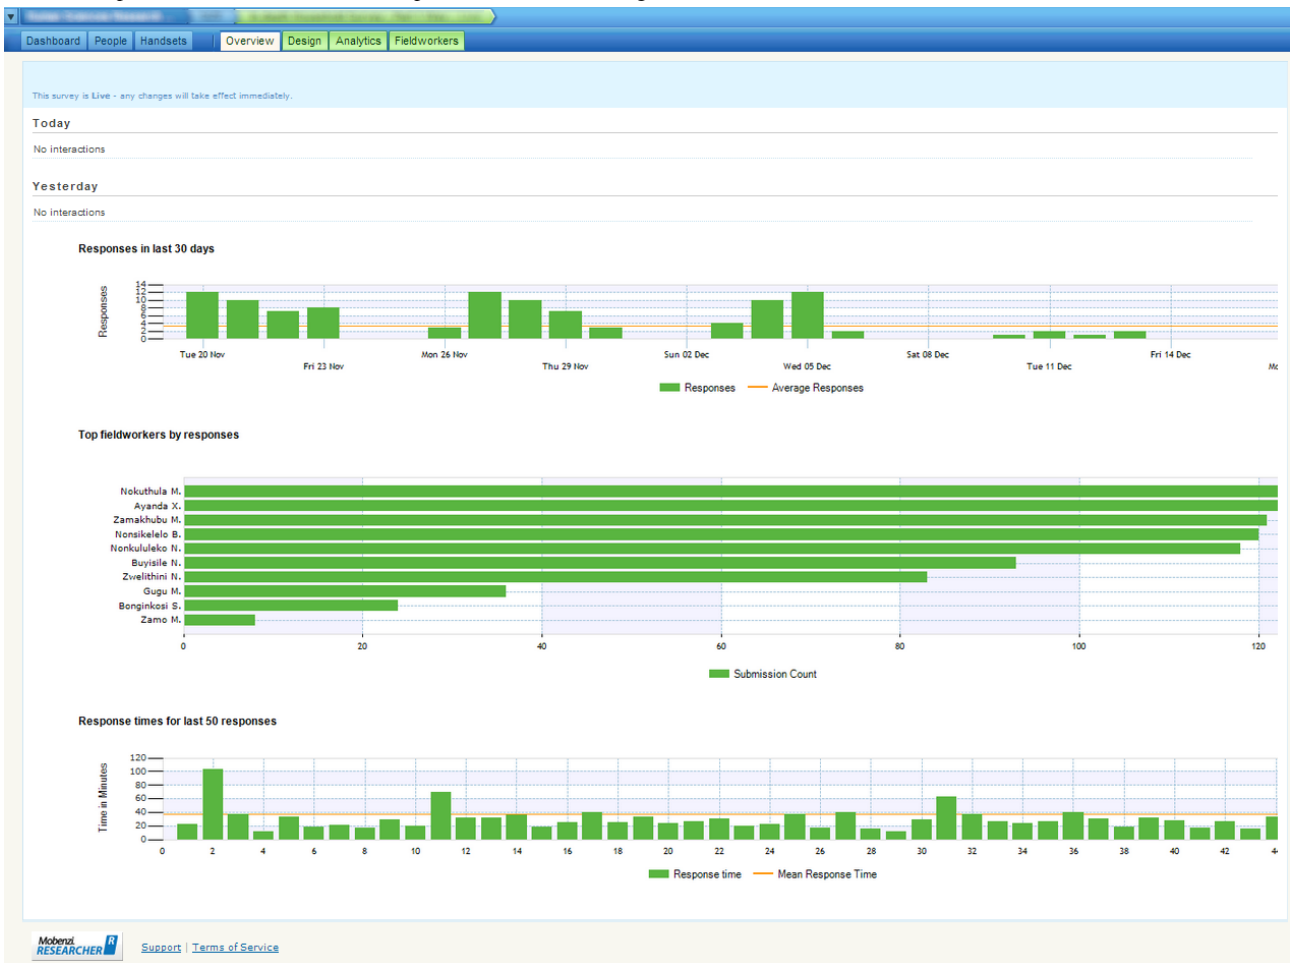 Dashboard People Handsets Overview Design Analytics Fieldworkers
This survey is Live - any changes will take effect immediately.
Today
No interactions
Yesterday
No interactions
Responses in last 30 days
Responses
14
12
10
8
6
4
2
0
Tue 20 Nov Mon 26 Nov Sun 02 Dec Sat 08 Dec Fri 14 Dec
Fri 23 Nov Thu 29 Nov Wed 05 Dec Tue 11 Dec Mo
Responses Average Responses
Top fieldworkers by responses
Nokuthula M.
Ayanda X.
Zamakhubu M.
Nonsikelelo B.
Nonkululeko N.
Buyisile N.
Zwelithini N.
Gugu M.
Bonginkosi S.
Zamo M.
0 20 40 60 80 100 120
Submission Count
Response times for last 50 responses
Time in Minutes
120
100
80
60
40
20
0
0 2 4 6 8 10 12 14 16 18 20 22 24 26 28 30 32 34 36 38 40 42 44
Response time Mean Response Time
Mobenzi RESEARCHER R
Support | Terms of Service